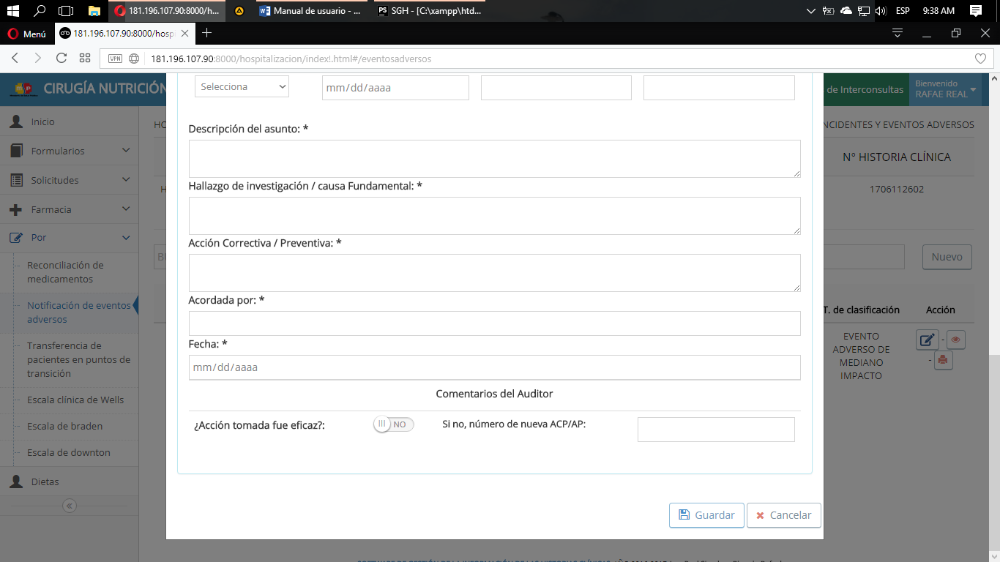 181.196.107.90:8000/h...
Manual de usuario - ...
SGH - [C:\xampp\htd...
ESP
9:38 AM
Menú
181.196.107.90:8000/hospi
VPN
181.196.107.90:8000/hospitalizacion/index!.html#/eventosadversos
CIRUGÍA NUTRICIÓN
de Interconsultas
Bienvenido
RAFAE REAL
Inicio
Formularios
Solicitudes
Farmacia
Por
Reconciliación de
medicamentos
Notificación de eventos
adversos
Transferencia de
pacientes en puntos de
transición
Escala clínica de Wells
Escala de braden
Escala de downton
Dietas
HO
NCIDENTES Y EVENTOS ADVERSOS
N° HISTORIA CLÍNICA
H
1706112602
BU
Nuevo
T. de clasificación
Acción
EVENTO
ADVERSO DE
MEDIANO
IMPACTO
-
-
Selecciona
mm/dd/aaaa
Descripción del asunto: *
Hallazgo de investigación / causa Fundamental: *
Acción Correctiva / Preventiva: *
Acordada por: *
Fecha: *
mm/dd/aaaa
Comentarios del Auditor
¿Acción tomada fue eficaz?:
NO
Si no, número de nueva ACP/AP:
Guardar
Cancelar